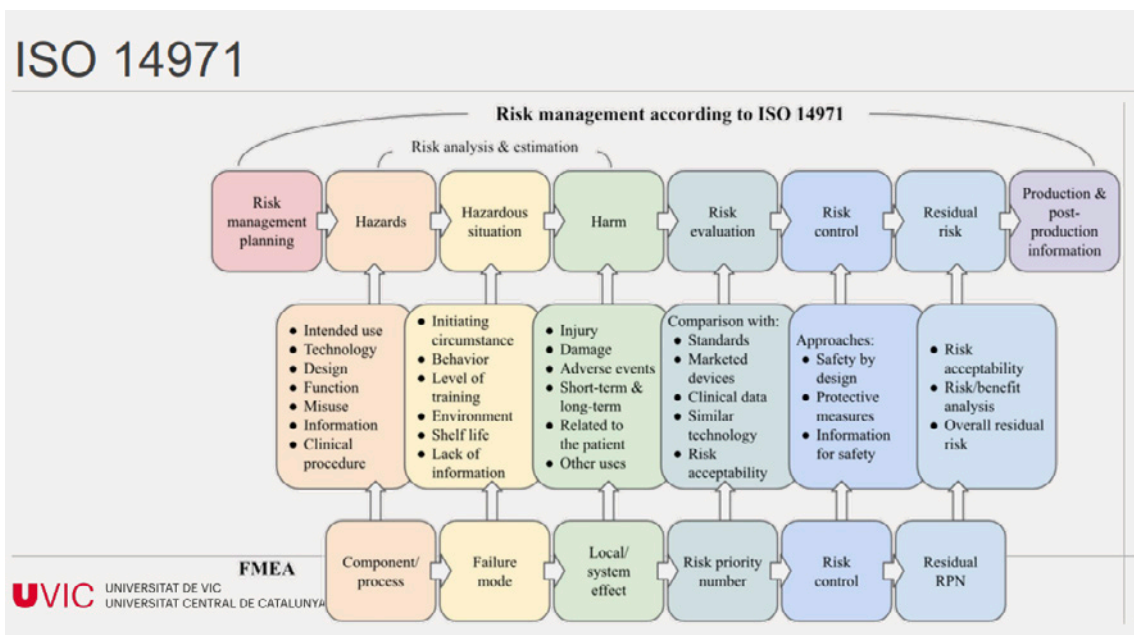 ISO 14971
Risk management according to ISO 14971
Risk analysis & estimation
Risk
management
planning
Hazards
Hazardous
situation
Harm
Risk
evaluation
Risk
control
Residual
risk
Production &
post-
production
information
• Intended use
• Technology
• Design
• Function
• Misuse
• Information
• Clinical
procedure
• Initiating
circumstance
• Behavior
• Level of
training
• Environment
• Shelf life
• Lack of
information
• Injury
• Damage
• Adverse events
• Short-term &
long-term
• Related to
the patient
• Other uses
Comparison with:
• Standards
• Marketed
devices
• Clinical data
• Similar
technology
• Risk
acceptability
Approaches:
• Safety by
design
• Protective
measures
• Information
for safety
• Risk
acceptability
• Risk/benefit
analysis
• Overall residual
risk
FMEA
Component/
process
Failure
mode
Local/
system
effect
Risk priority
number
Risk
control
Residual
RPN
UVIC
UNIVERSITAT DE VIC
UNIVERSITAT CENTRAL DE CATALUNYA